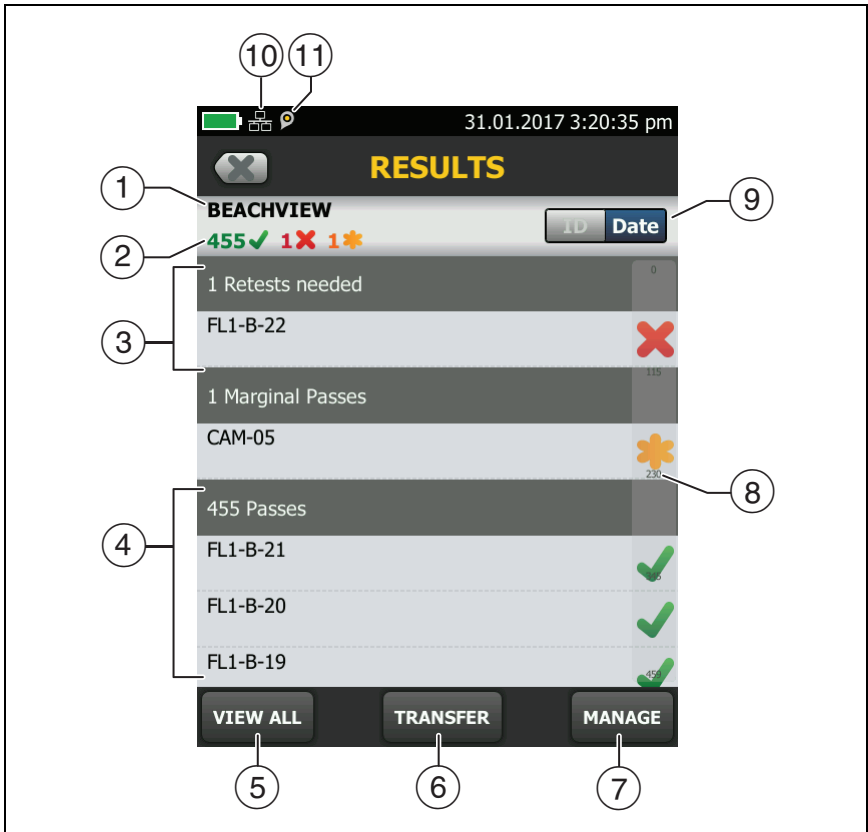 10 11
31.01.2017 3:20:35 pm
RESULTS
1
BEACHVIEW
ID Date
9
2
455 1 1
0
1 Retests needed
3
FL1-B-22
115
1 Marginal Passes
CAM-05
230
8
455 Passes
4
FL1-B-21
345
FL1-B-20
FL1-B-19
459
VIEW ALL TRANSFER MANAGE
5 6 7